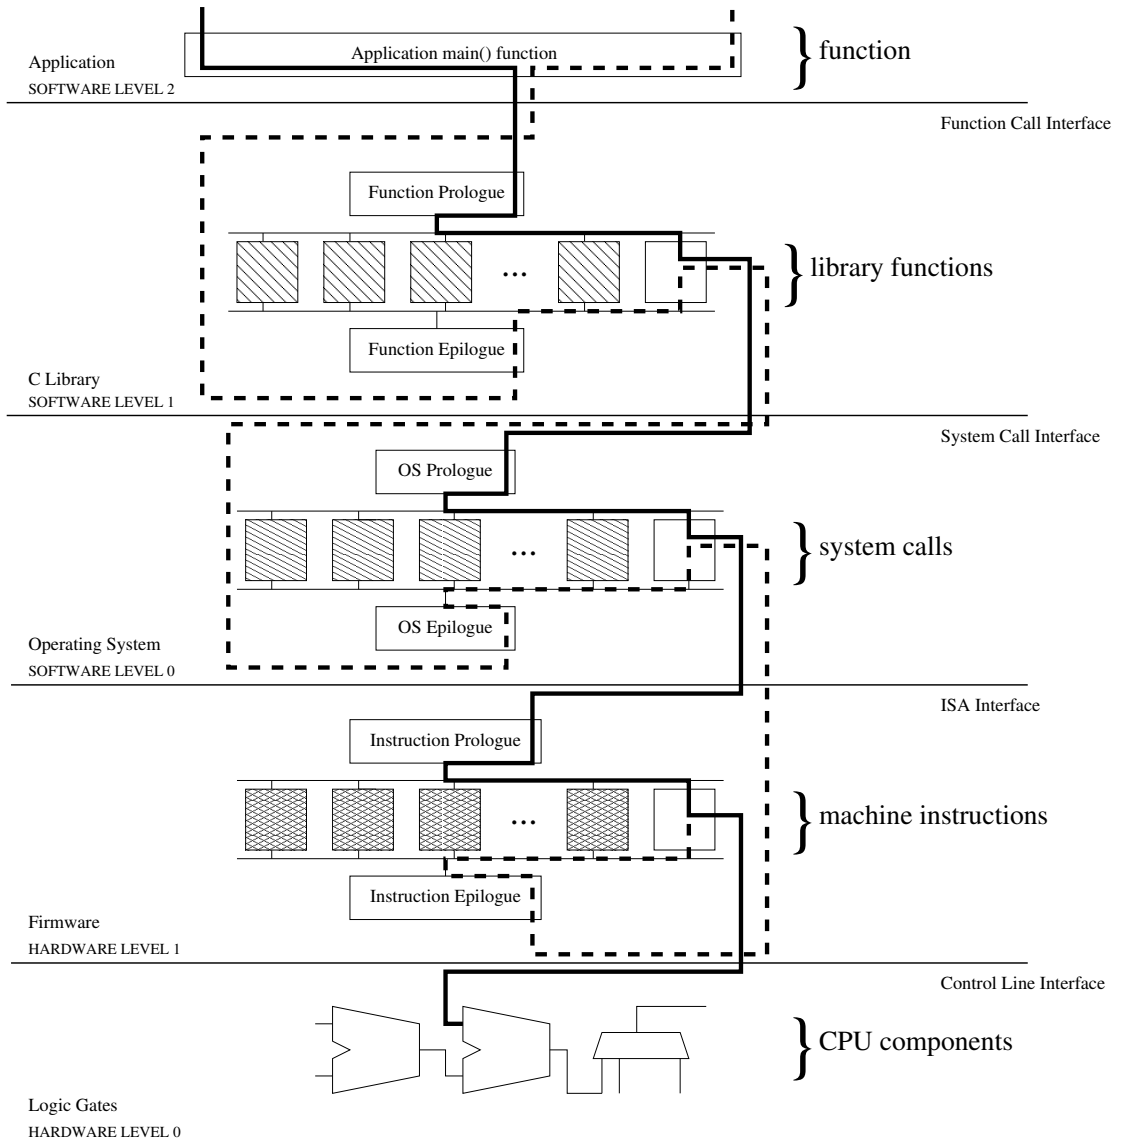 Application main() function
function
Application
SOFTWARE LEVEL 2
Function Call Interface
Function Prologue
...
library functions
Function Epilogue
C Library
SOFTWARE LEVEL 1
System Call Interface
OS Prologue
...
system calls
OS Epilogue
Operating System
SOFTWARE LEVEL 0
ISA Interface
Instruction Prologue
...
machine instructions
Instruction Epilogue
Firmware
HARDWARE LEVEL 1
Control Line Interface
CPU components
Logic Gates
HARDWARE LEVEL 0